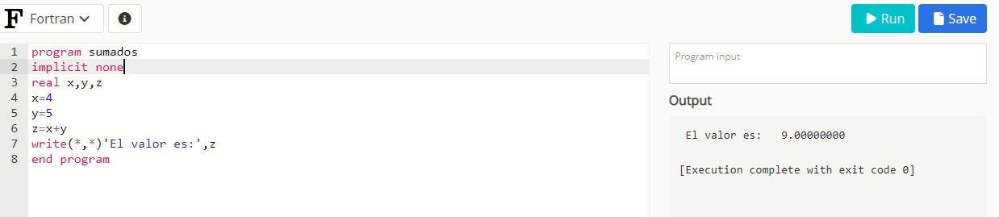 F Fortran
Run Save
1 program sumados
2 implicit none
3 real x,y,z
4 x=4
5 y=5
6 z=x+y
7 write(*,*)'El valor es:',z
8 end program
Program input
Output
El valor es: 9.00000000
[Execution complete with exit code 0]